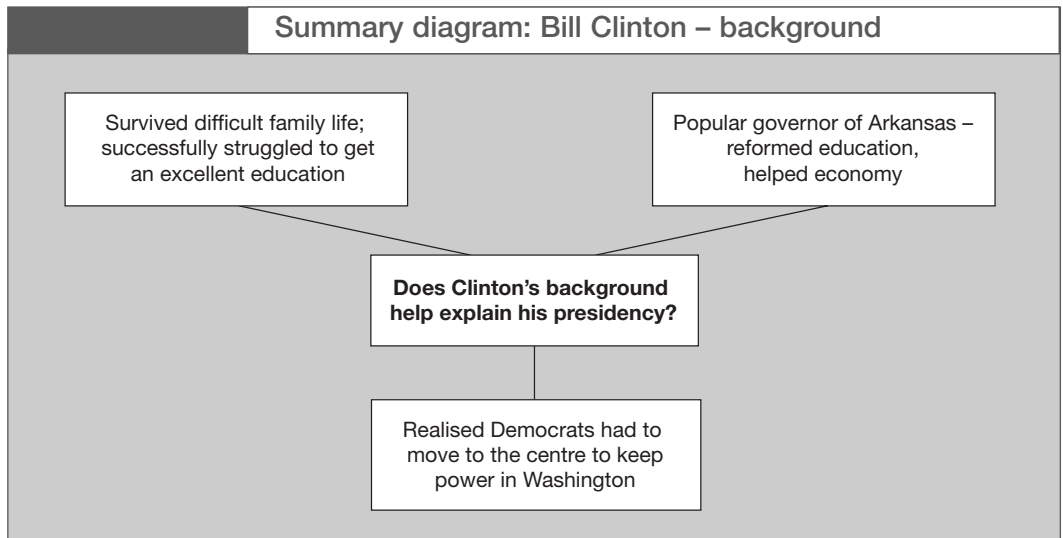 Summary diagram: Bill Clinton – background
Survived difficult family life;
successfully struggled to get
an excellent education
Popular governor of Arkansas –
reformed education,
helped economy
Does Clinton’s background
help explain his presidency?
Realised Democrats had to
move to the centre to keep
power in Washington